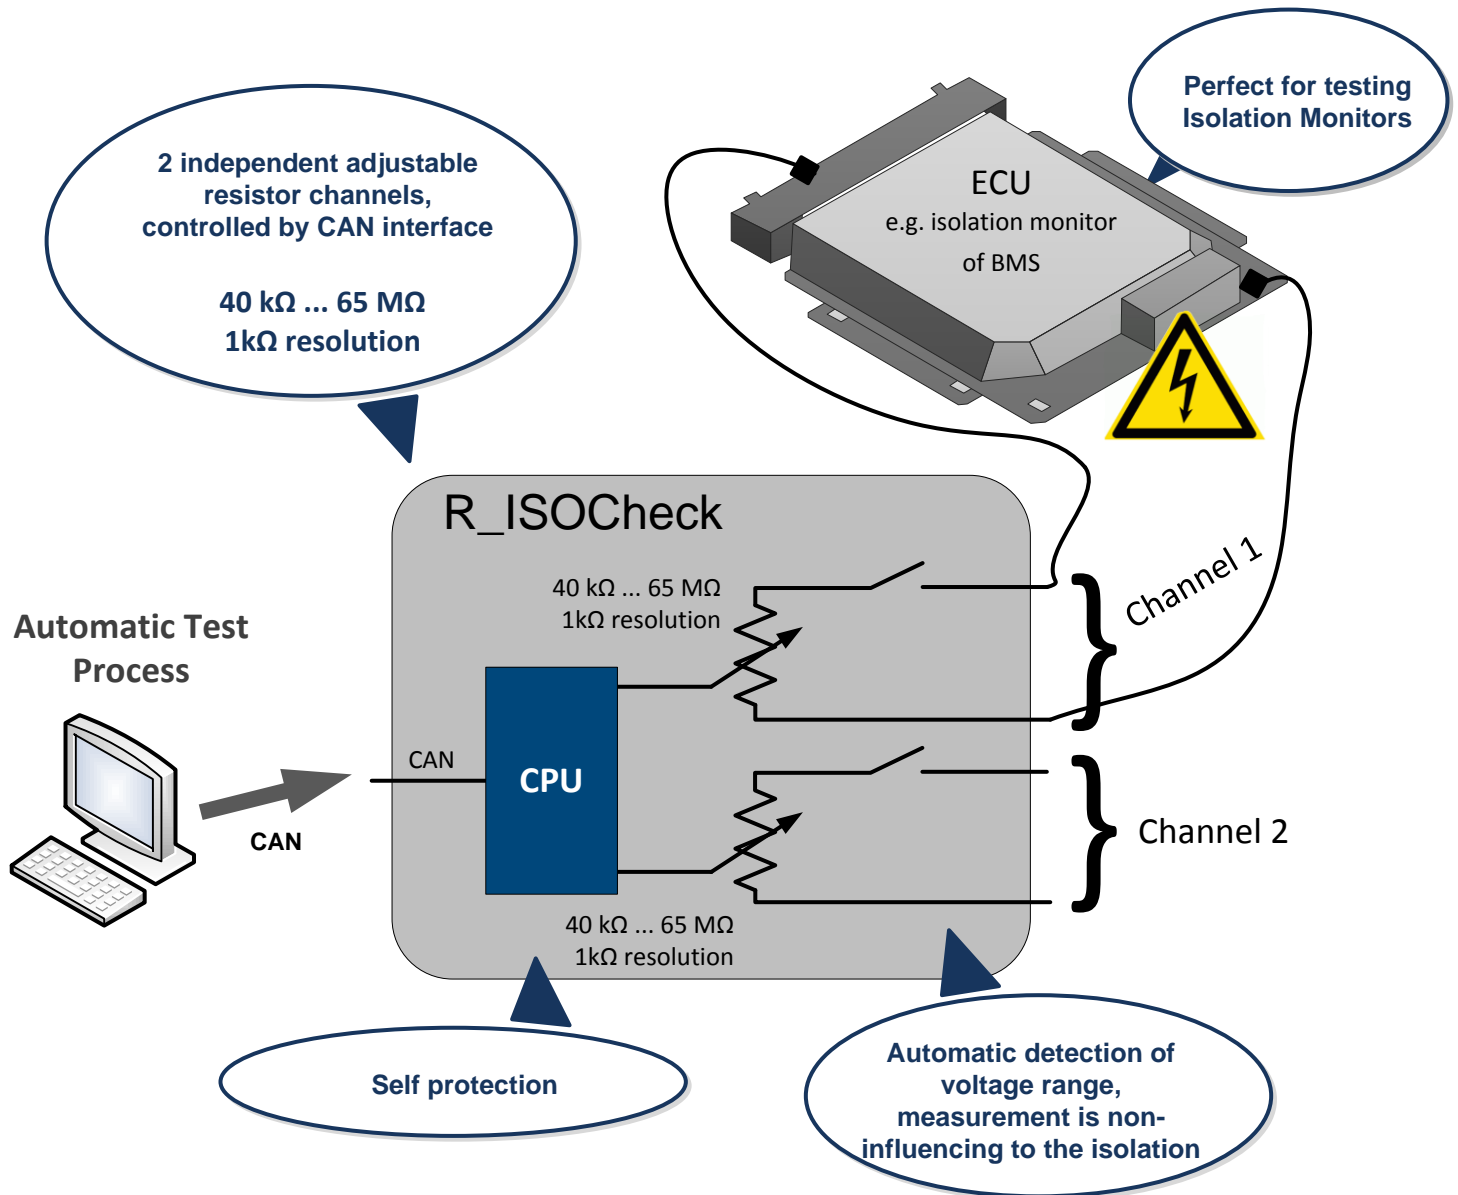 Perfect for testing
Isolation Monitors
2 independent adjustable
resistor channels,
controlled by CAN interface
40 kΩ ... 65 MΩ
1kΩ resolution
ECU
e.g. isolation monitor
of BMS
R_ISOCheck
40 kΩ ... 65 MΩ
1kΩ resolution
Channel 1
Automatic Test
Process
CAN
CAN
CPU
Channel 2
40 kΩ ... 65 MΩ
1kΩ resolution
Self protection
Automatic detection of
voltage range,
measurement is non-
influencing to the isolation